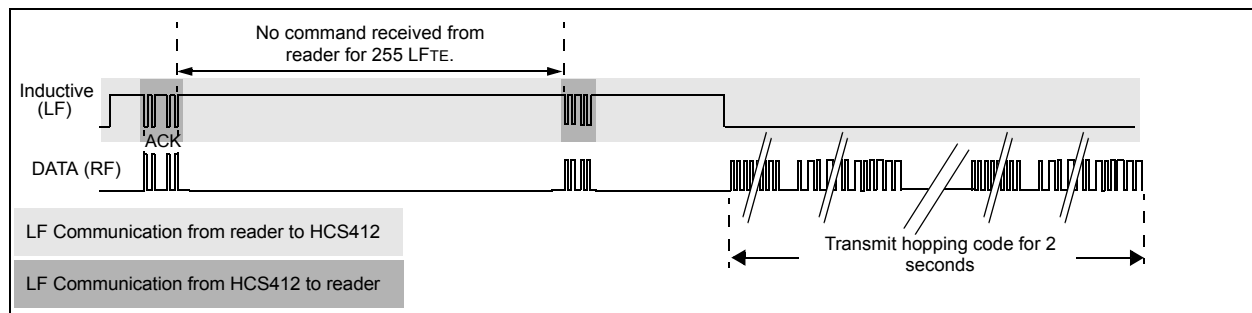 No command received from
reader for 255 LFTE.
Inductive
(LF)
ACK
DATA (RF)
LF Communication from reader to HCS412
Transmit hopping code for 2
seconds
LF Communication from HCS412 to reader